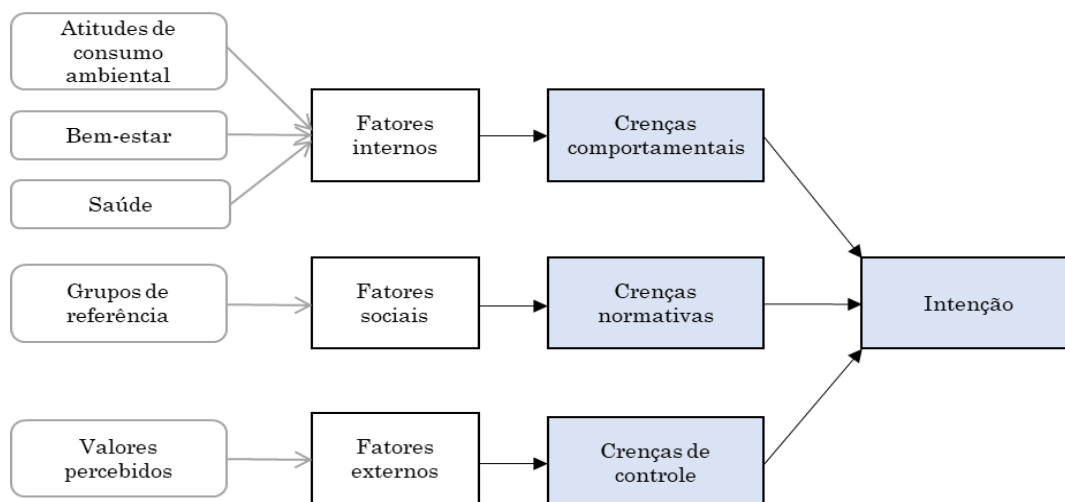 Atitudes de
consumo
ambiental
Bem-estar
Saúde
Fatores
internos
Crenças
comportamentais
Grupos de
referência
Fatores
sociais
Crenças
normativas
Intenção
Valores
percebidos
Fatores
externos
Crenças de
controle